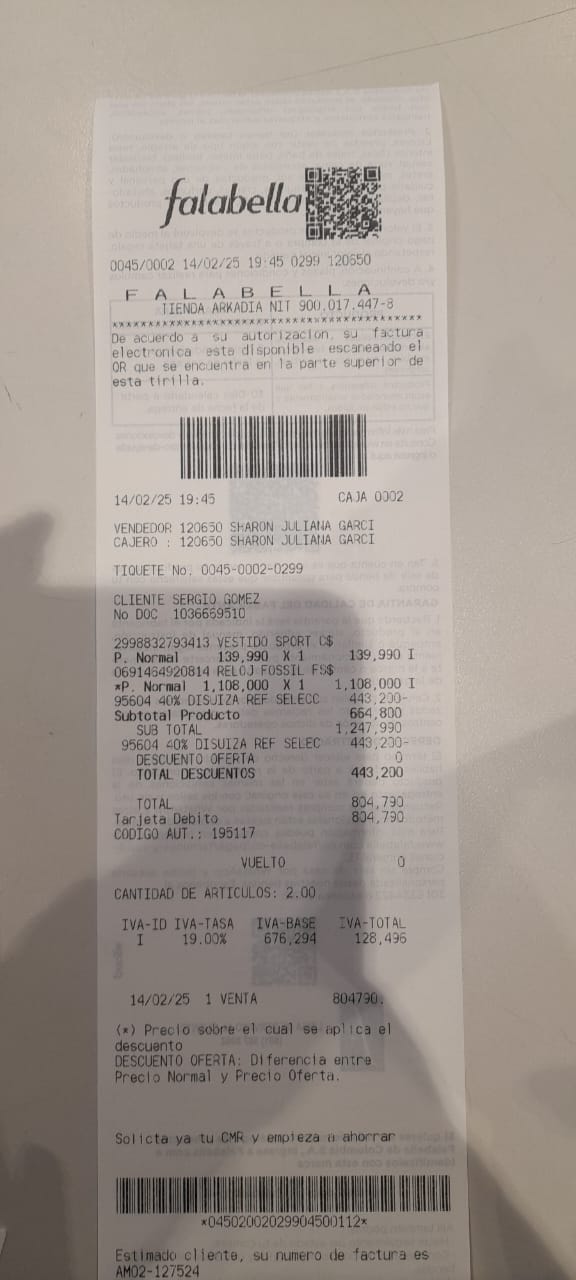 falabella
0045/0002 14/02/25 19:45 0299 120650
F A L A B E L L A
TIENDA ARKADIA NIT 900.017.447-8
****************************************
De acuerdo a su autorizacion, su factura
electronica esta disponible escaneando el
QR que se encuentra en la parte superior de
esta tirilla.
14/02/25 19:45 CAJA 0002
VENDEDOR 120650 SHARON JULIANA GARCI
CAJERO : 120650 SHARON JULIANA GARCI
TIQUETE No. 0045-0002-0299
CLIENTE SERGIO GOMEZ
No DOC 1036669510
2998832793413 VESTIDO SPORT C$
P. Normal 139,990 X 1 139,990 I
0691464920814 RELOJ FOSSIL FS$
*P. Normal 1,108,000 X 1 1,108,000 I
95604 40% DISUIZA REF SELECC 443,200-
Subtotal Producto 664,800
SUB TOTAL 1,247,990
95604 40% DISUIZA REF SELEC 443,200-
DESCUENTO OFERTA 0
TOTAL DESCUENTOS 443,200
TOTAL 804,790
Tarjeta Debito 804,790
CODIGO AUT.: 195117
VUELTO 0
CANTIDAD DE ARTICULOS: 2.00
IVA-ID IVA-TASA IVA-BASE IVA-TOTAL
I 19.00% 676,294 128,496
14/02/25 1 VENTA 804790.
(*) Precio sobre el cual se aplica el
descuento
DESCUENTO OFERTA: Diferencia entre
Precio Normal y Precio Oferta.
Solicta ya tu CMR y empieza a ahorrar
*04502002029904500112*
Estimado cliente, su numero de factura es
AM02-127524